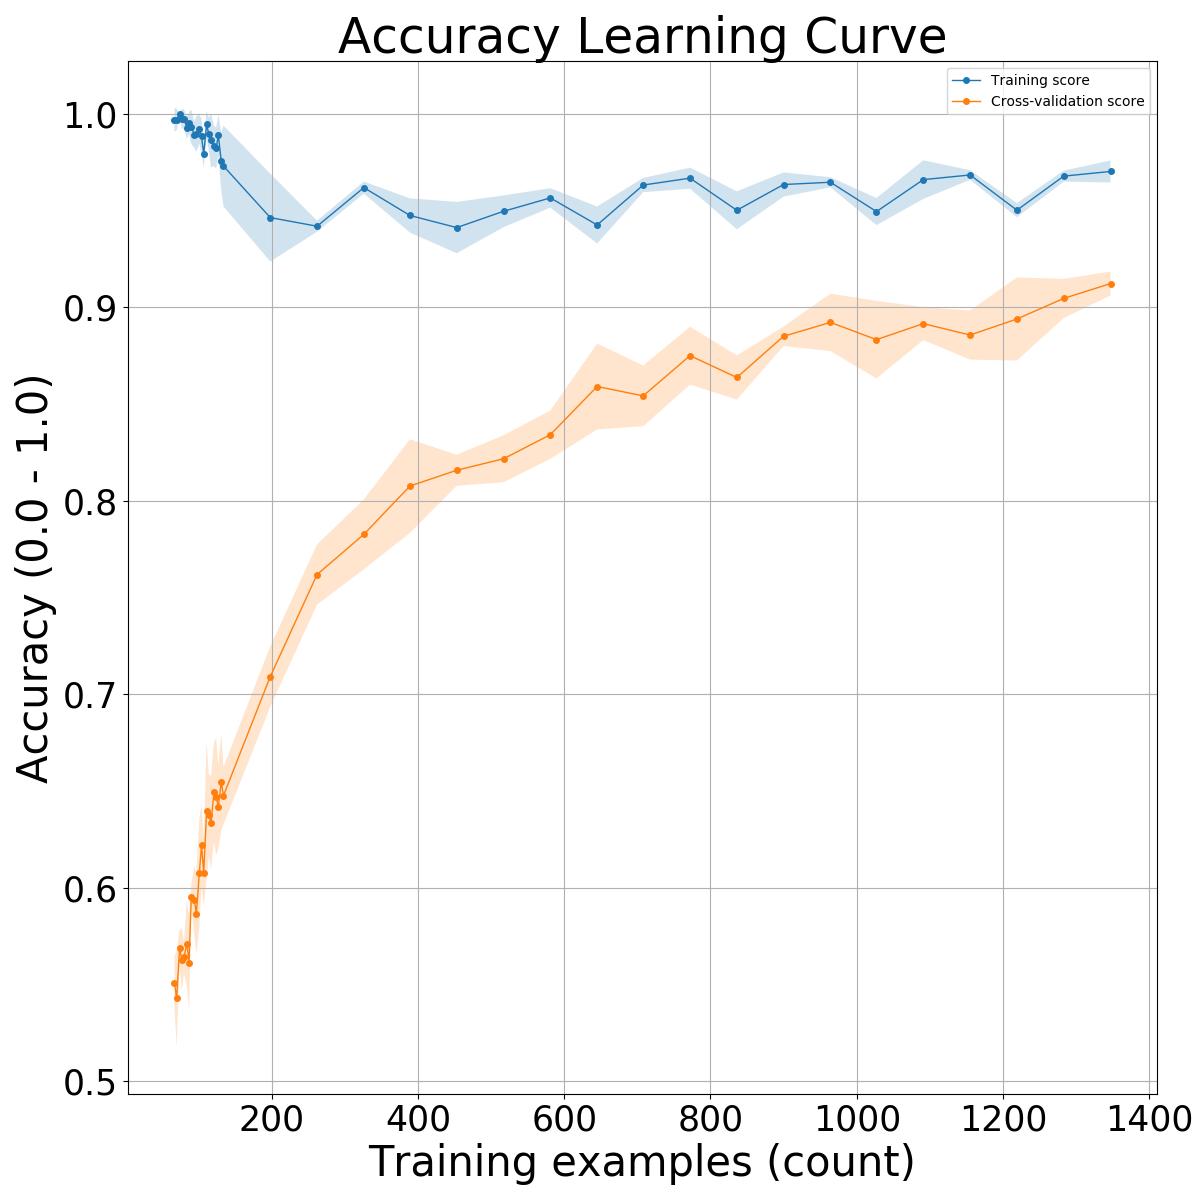 Accuracy Learning Curve
Training score
Cross-validation score
1.0
0.9
0.8
0.7
0.6
0.5
Accuracy (0.0 - 1.0)
200 400 600 800 1000 1200 1400
Training examples (count)